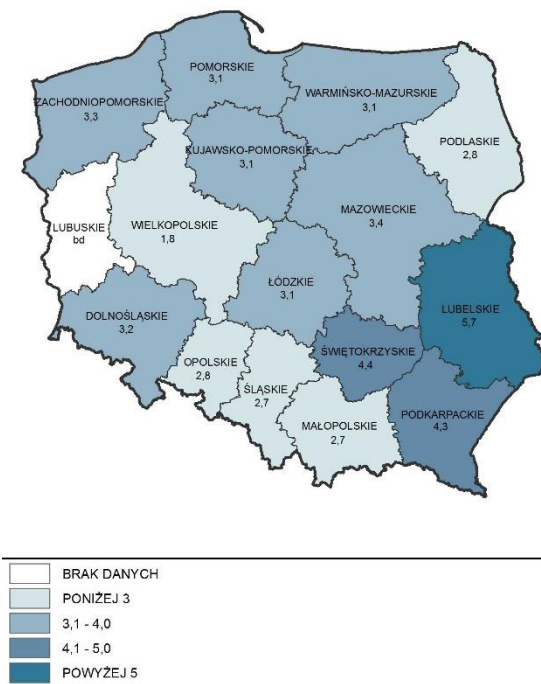 POMORSKIE
3,1
WARMIŃSKO-MAZURSKIE
3,1
ZACHODNIOPOMORSKIE
3,3
PODLASKIE
2,8
KUJAWSKO-POMORSKIE
3,1
MAZOWIECKIE
3,4
LUBUSKIE
bd
WIELKOPOLSKIE
1,8
ŁÓDZKIE
3,1
LUBELSKIE
5,7
DOLNOŚLĄSKIE
3,2
ŚWIĘTOKRZYSKIE
4,4
OPOLSKIE
2,8
ŚLĄSKIE
2,7
PODKARPACKIE
4,3
MAŁOPOLSKIE
2,7
BRAK DANYCH
PONIŻEJ 3
3,1 - 4,0
4,1 - 5,0
POWYŻEJ 5